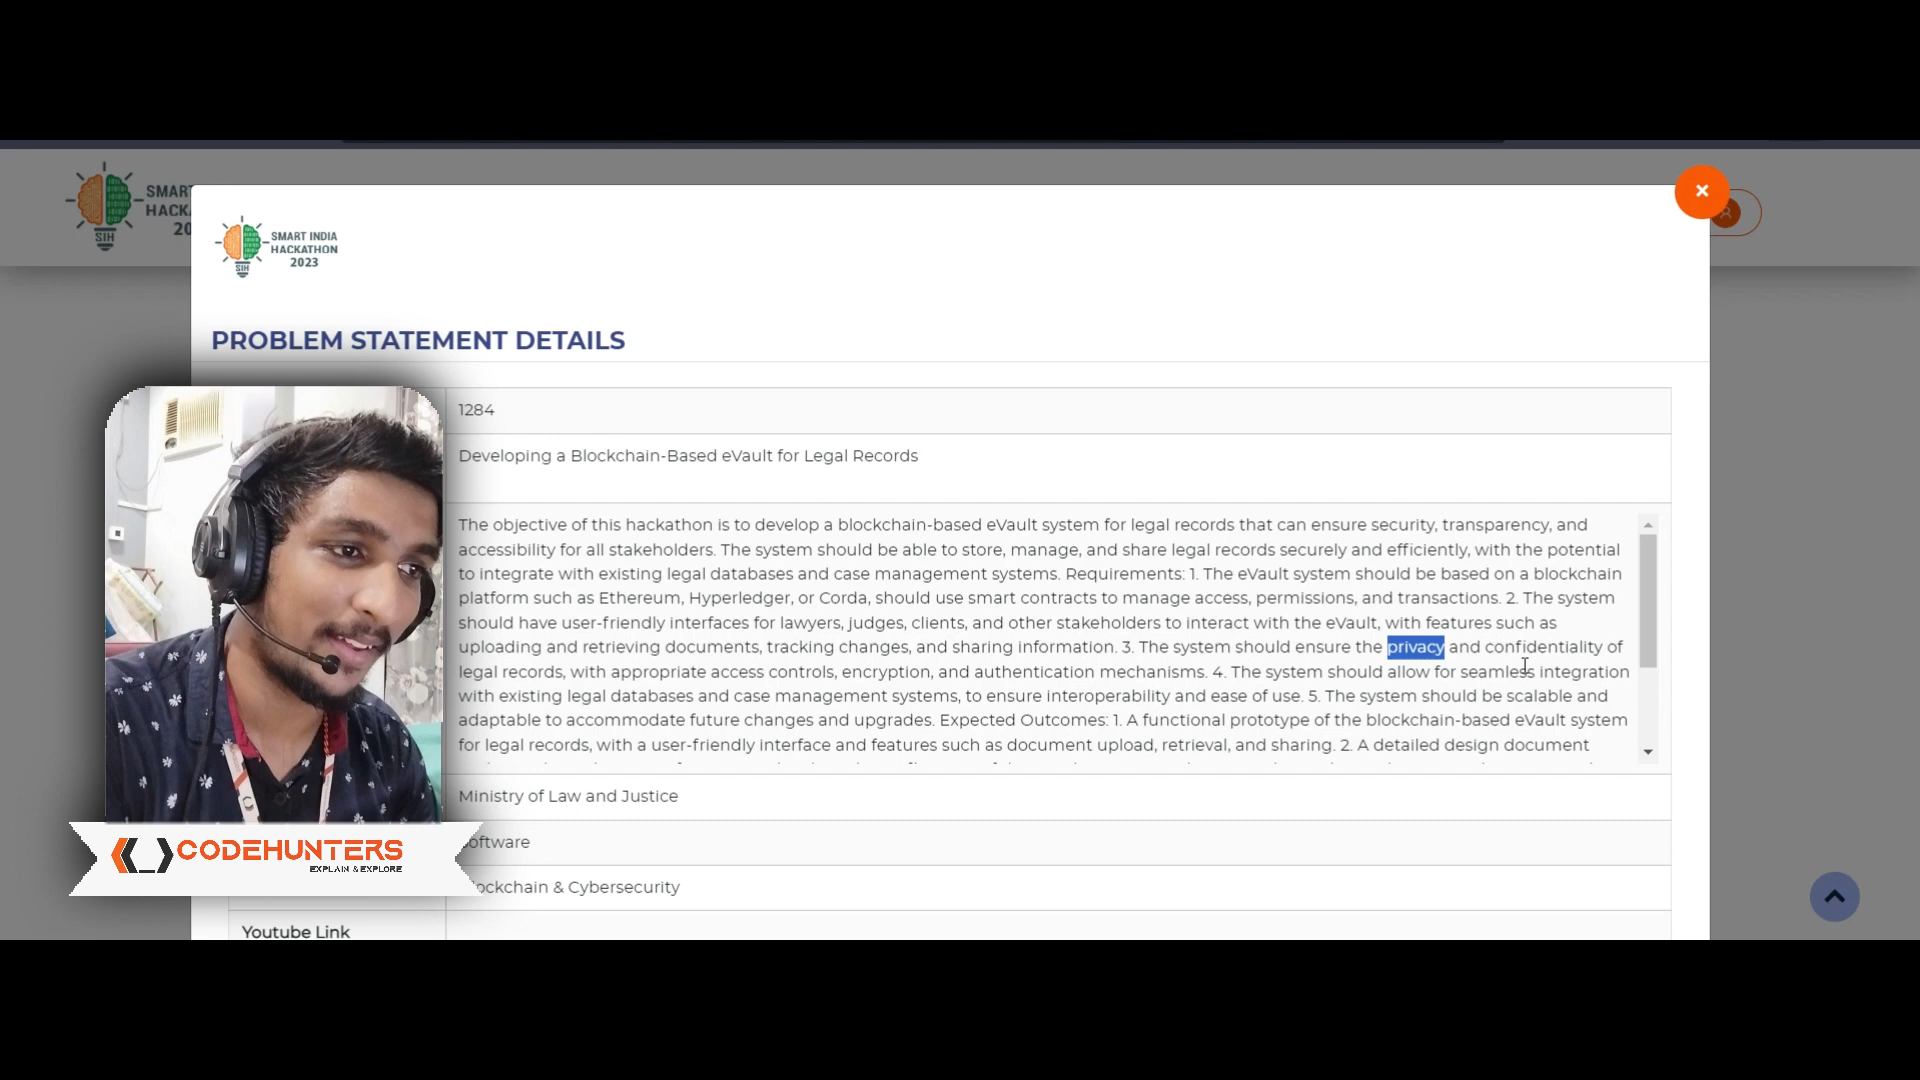 SMART
HACKA
20
SIH
SMART INDIA
HACKATHON
2023
SIH
PROBLEM STATEMENT DETAILS
1284
Developing a Blockchain-Based eVault for Legal Records
The objective of this hackathon is to develop a blockchain-based eVault system for legal records that can ensure security, transparency, and
accessibility for all stakeholders. The system should be able to store, manage, and share legal records securely and efficiently, with the potential
to integrate with existing legal databases and case management systems. Requirements: 1. The eVault system should be based on a blockchain
platform such as Ethereum, Hyperledger, or Corda, should use smart contracts to manage access, permissions, and transactions. 2. The system
should have user-friendly interfaces for lawyers, judges, clients, and other stakeholders to interact with the eVault, with features such as
uploading and retrieving documents, tracking changes, and sharing information. 3. The system should ensure the privacy and confidentiality of
legal records, with appropriate access controls, encryption, and authentication mechanisms. 4. The system should allow for seamless integration
with existing legal databases and case management systems, to ensure interoperability and ease of use. 5. The system should be scalable and
adaptable to accommodate future changes and upgrades. Expected Outcomes: 1. A functional prototype of the blockchain-based eVault system
for legal records, with a user-friendly interface and features such as document upload, retrieval, and sharing. 2. A detailed design document
Ministry of Law and Justice
oftware
ockchain & Cybersecurity
Youtube Link
CODEHUNTERS
EXPLAIN & EXPLORE